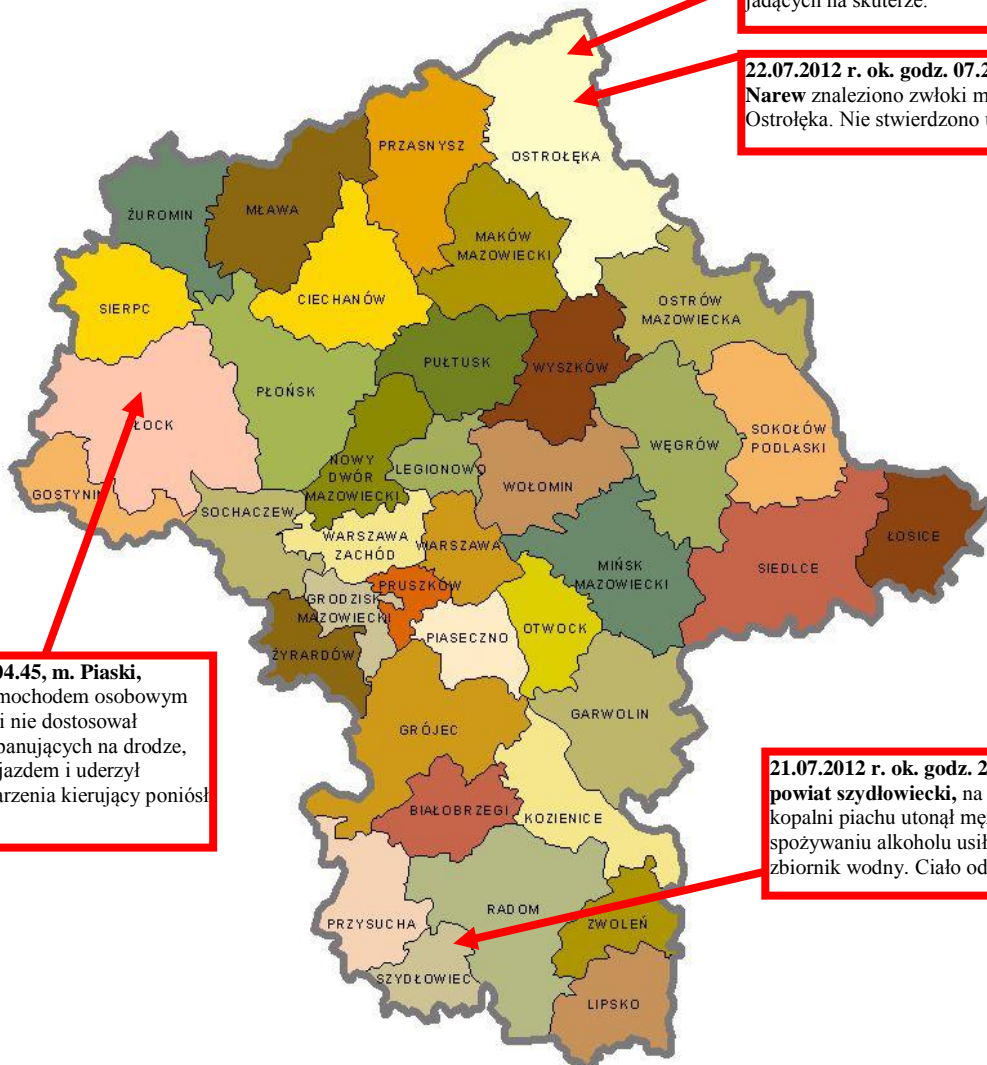 jadących na skuterze.
22.07.2012 r. ok. godz. 07.2
Narew znaleziono zwłoki m
Ostrołęka. Nie stwierdzono
PRZASNYSZ
OSTROŁĘKA
ŻUROMIN
MŁAWA
MAKÓW
MAZOWIECKI
SIERPC
CIECHANÓW
OSTRÓW
MAZOWIECKA
PUŁTUSK
WYSZKÓW
PŁOŃSK
ŁOCK
SOKOŁÓW
PODLASKI
WĘGRÓW
NOWY
DWÓR
MAZOWIECKI
LEGIONOWO
WOŁOMIN
GOSTYNIN
SOCHACZEW
WARSZAWA
ZACHÓD
WARSZAWA
MIŃSK
MAZOWIECKI
SIEDLCE
ŁOSICE
PRUSZKÓW
GRODZISK
MAZOWIECKI
PIASECZNO
OTWOCK
ŻYRARDÓW
04.45, m. Piaski,
mochodem osobowym
i nie dostosował
panujących na drodze,
jazdem i uderzył
arzenia kierujący poniósł
GRÓJEC
GARWOLIN
BIAŁOBRZEGI
KOZIENICE
21.07.2012 r. ok. godz. 2
powiat szydłowiecki, na
kopalni piachu utonął męż
spożywaniu alkoholu usił
zbiornik wodny. Ciało od
PRZYSUCHA
RADOM
ZWOLEŃ
SZYDŁOWIEC
LIPSKO